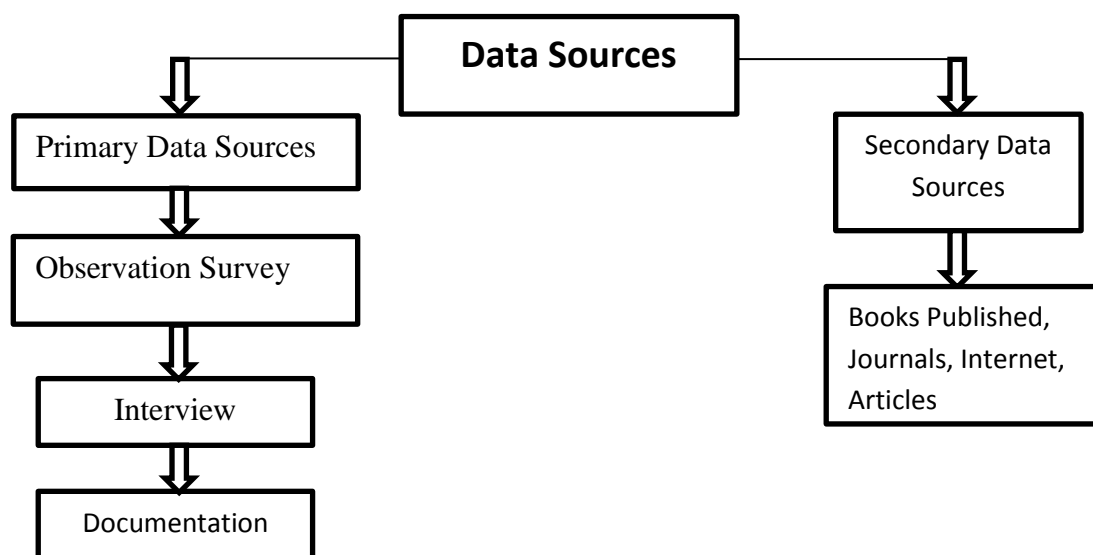 Data Sources
Primary Data Sources
Observation Survey
Interview
Documentation
Secondary Data
Sources
Books Published,
Journals, Internet,
Articles